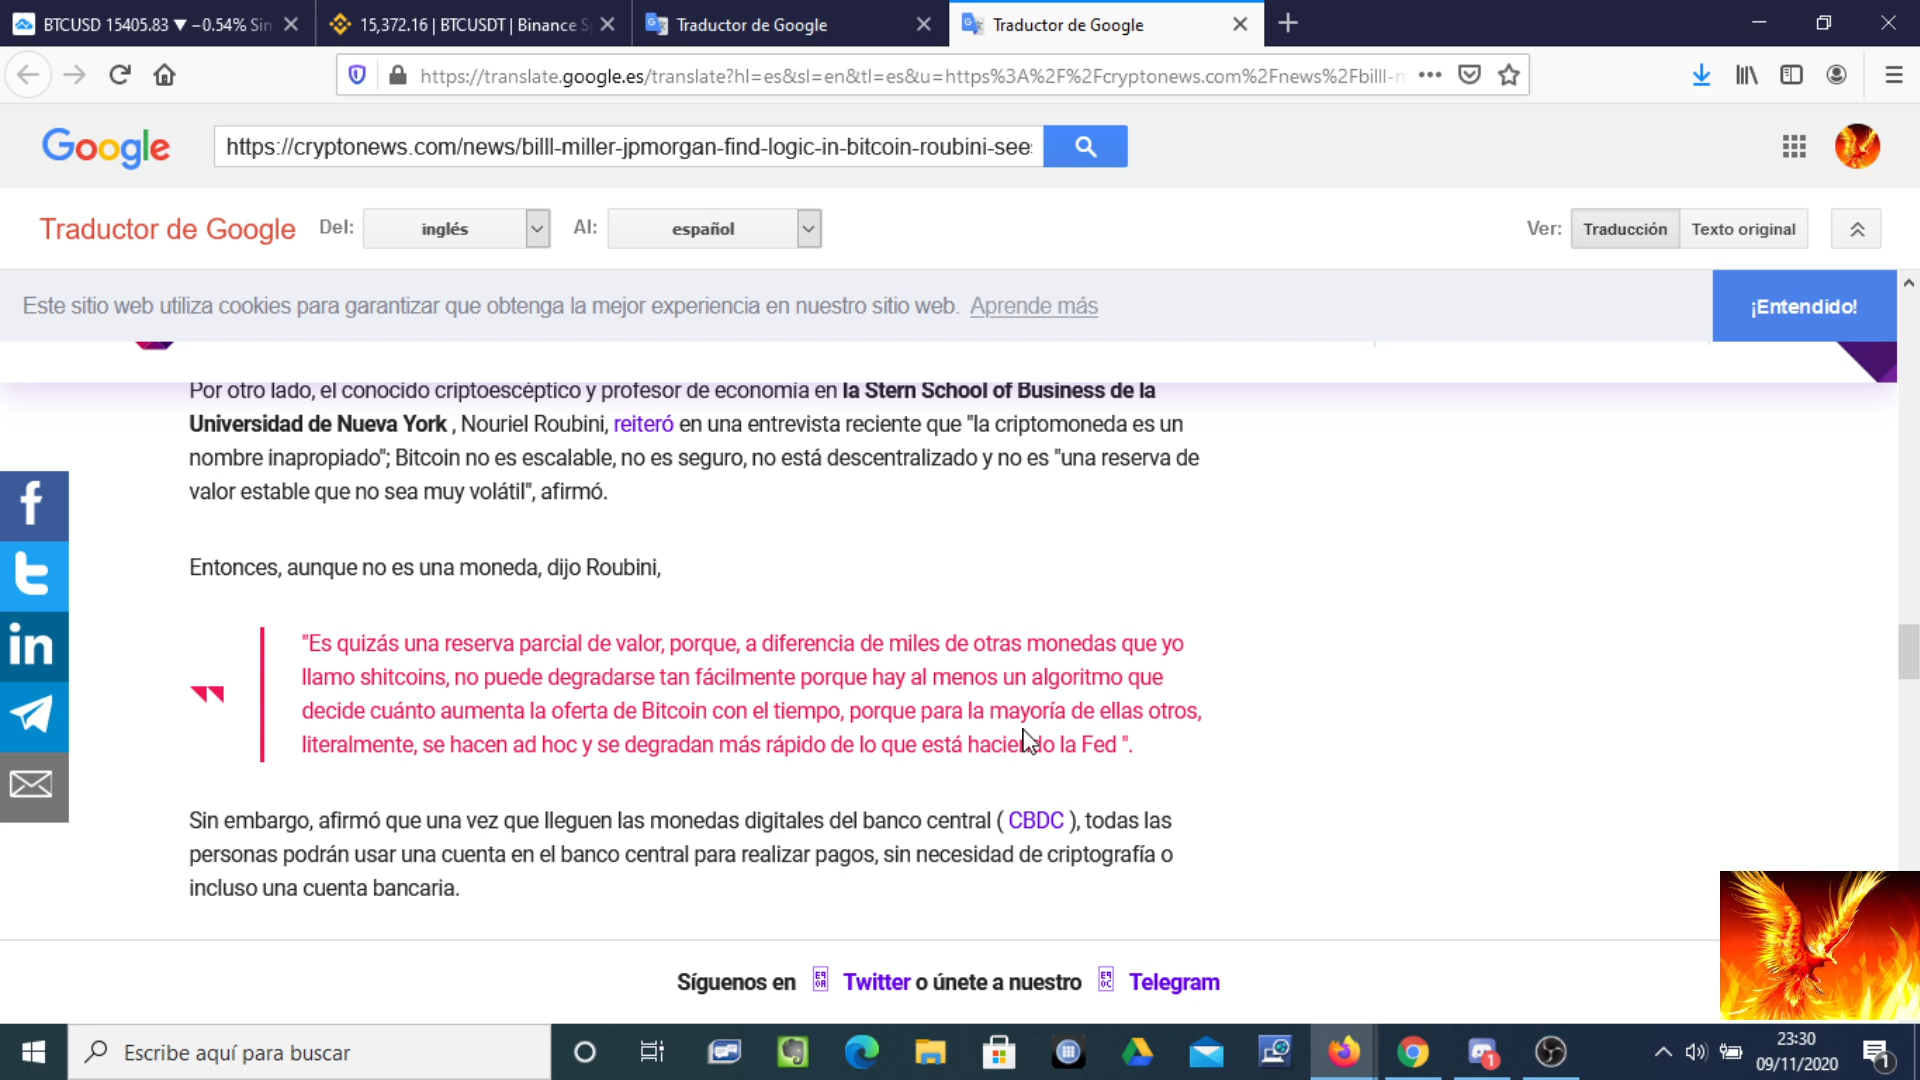 BTCUSD 15405.83 ▼ −0.54% Sin
15,372.16 | BTCUSDT | Binance S
Traductor de Google
Traductor de Google
https://translate.google.es/translate?hl=es&sl=en&tl=es&u=https%3A%2F%2Fcryptonews.com%2Fnews%2Fbilll-m
Google
https://cryptonews.com/news/billl-miller-jpmorgan-find-logic-in-bitcoin-roubini-see
Traductor de Google
Del:
inglés
Al:
español
Ver:
Traducción
Texto original
Este sitio web utiliza cookies para garantizar que obtenga la mejor experiencia en nuestro sitio web. Aprende más
¡Entendido!
Por otro lado, el conocido criptoescéptico y profesor de economía en la Stern School of Business de la
Universidad de Nueva York , Nouriel Roubini, reiteró en una entrevista reciente que "la criptomoneda es un
nombre inapropiado"; Bitcoin no es escalable, no es seguro, no está descentralizado y no es "una reserva de
valor estable que no sea muy volátil", afirmó.
Entonces, aunque no es una moneda, dijo Roubini,
"Es quizás una reserva parcial de valor, porque, a diferencia de miles de otras monedas que yo
llamo shitcoins, no puede degradarse tan fácilmente porque hay al menos un algoritmo que
decide cuánto aumenta la oferta de Bitcoin con el tiempo, porque para la mayoría de ellas otros,
literalmente, se hacen ad hoc y se degradan más rápido de lo que está haciendo la Fed ".
Sin embargo, afirmó que una vez que lleguen las monedas digitales del banco central ( CBDC ), todas las
personas podrán usar una cuenta en el banco central para realizar pagos, sin necesidad de criptografía o
incluso una cuenta bancaria.
Síguenos en Twitter o únete a nuestro Telegram
Escribe aquí para buscar
1
23:30
09/11/2020
1